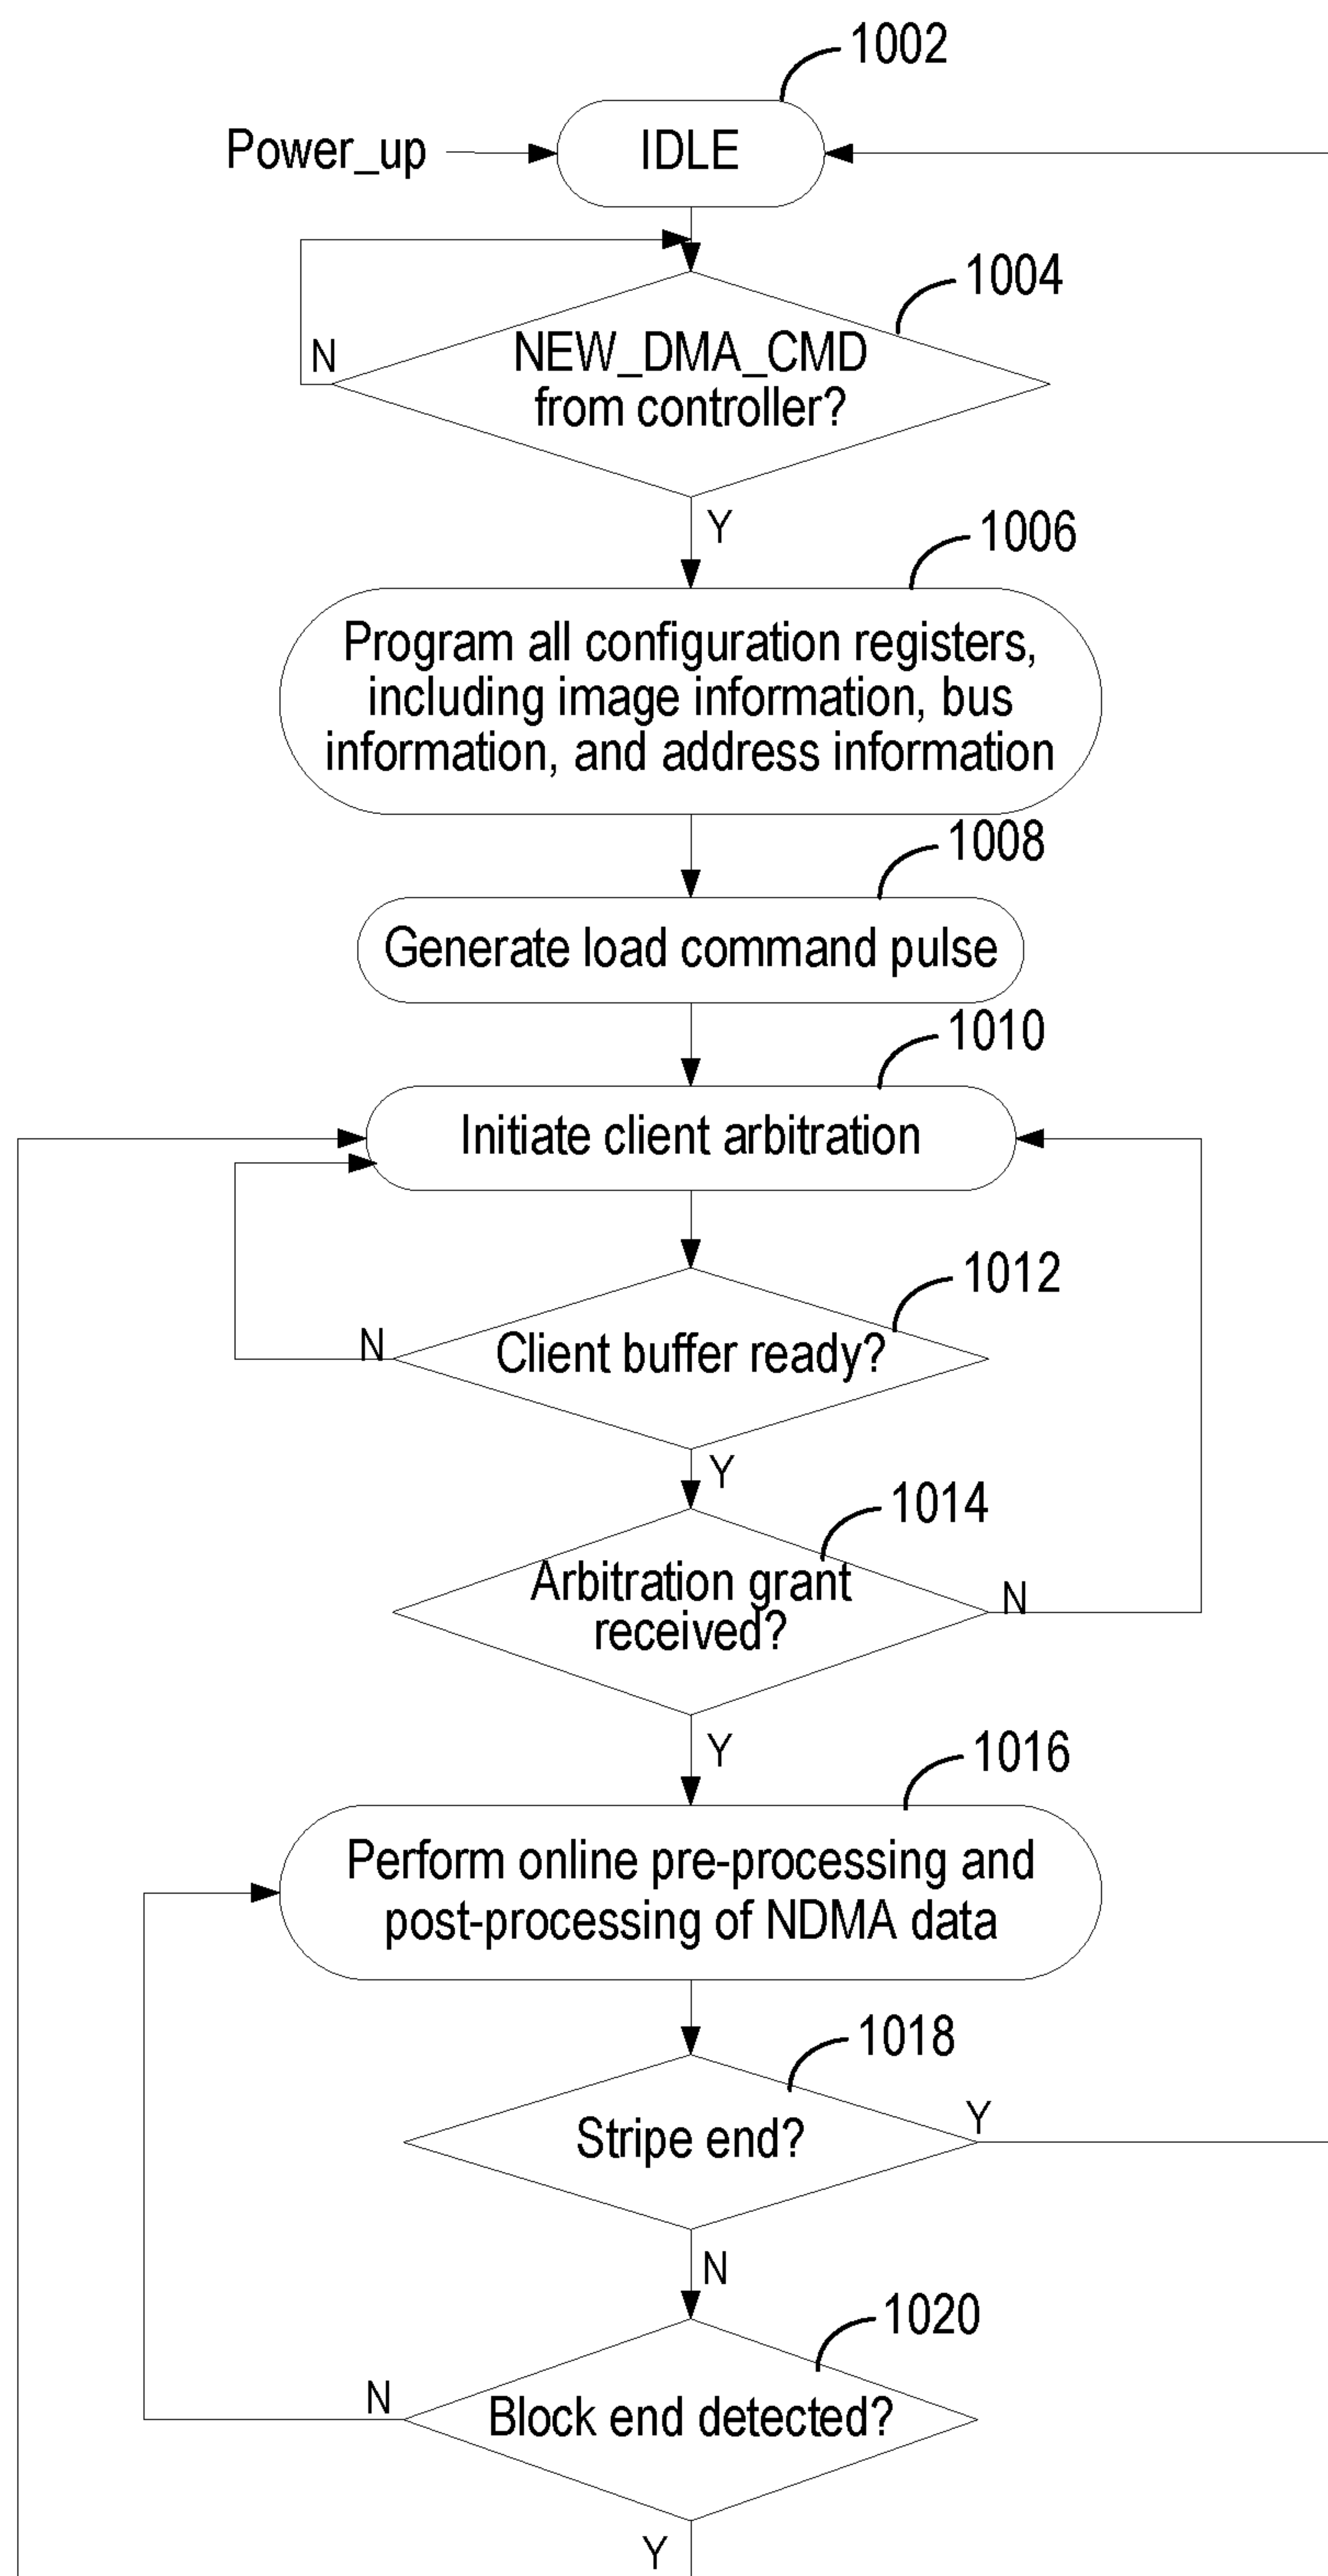 1002
Power_up
IDLE
1004
N
NEW_DMA_CMD
from controller?
Y
1006
Program all configuration registers,
including image information, bus
information, and address information
1008
Generate load command pulse
1010
Initiate client arbitration
1012
N
Client buffer ready?
Y
1014
Arbitration grant
received?
N
Y
1016
Perform online pre-processing and
post-processing of NDMA data
1018
Y
Stripe end?
N
1020
N
Block end detected?
Y